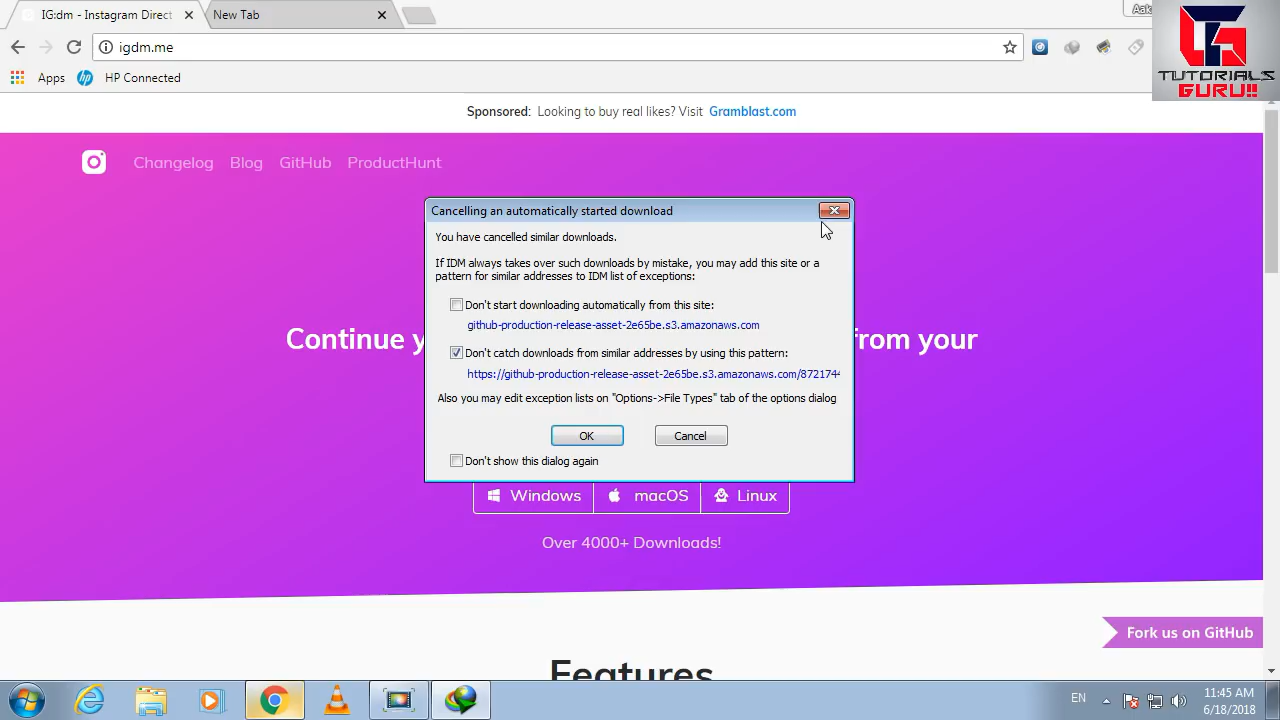 IG:dm - Instagram Direct
New Tab
Aak
igdm.me
Apps
HP Connected
TUTORIALS
GURU!!
Sponsored: Looking to buy real likes? Visit Gramblast.com
Changelog Blog GitHub ProductHunt
Cancelling an automatically started download
You have cancelled similar downloads.
If IDM always takes over such downloads by mistake, you may add this site or a
pattern for similar addresses to IDM list of exceptions:
Don't start downloading automatically from this site:
github-production-release-asset-2e65be.s3.amazonaws.com
Continue y
from your
Don't catch downloads from similar addresses by using this pattern:
https://github-production-release-asset-2e65be.s3.amazonaws.com/872174
Also you may edit exception lists on "Options->File Types" tab of the options dialog
OK Cancel
Don't show this dialog again
Windows macOS Linux
Over 4000+ Downloads!
Fork us on GitHub
Features
EN
11:45 AM
6/18/2018